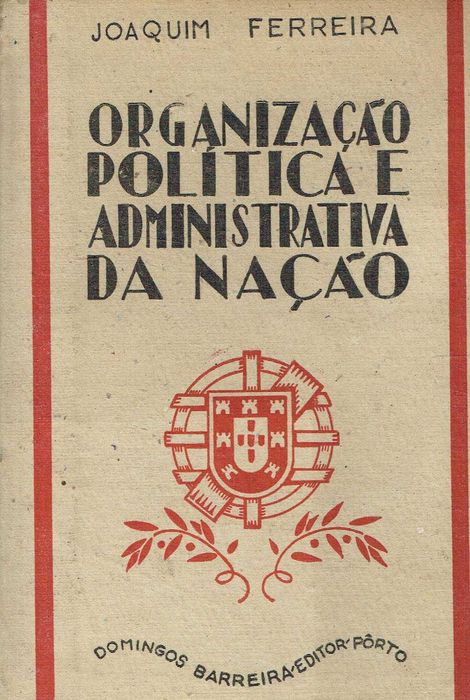 JOAQUIM FERREIRA
ORGANIZAÇÃO
POLÍTICA E
ADMINISTRATIVA
DA NAÇÃO
DOMINGOS BARREIRA-EDITOR-PÔRTO